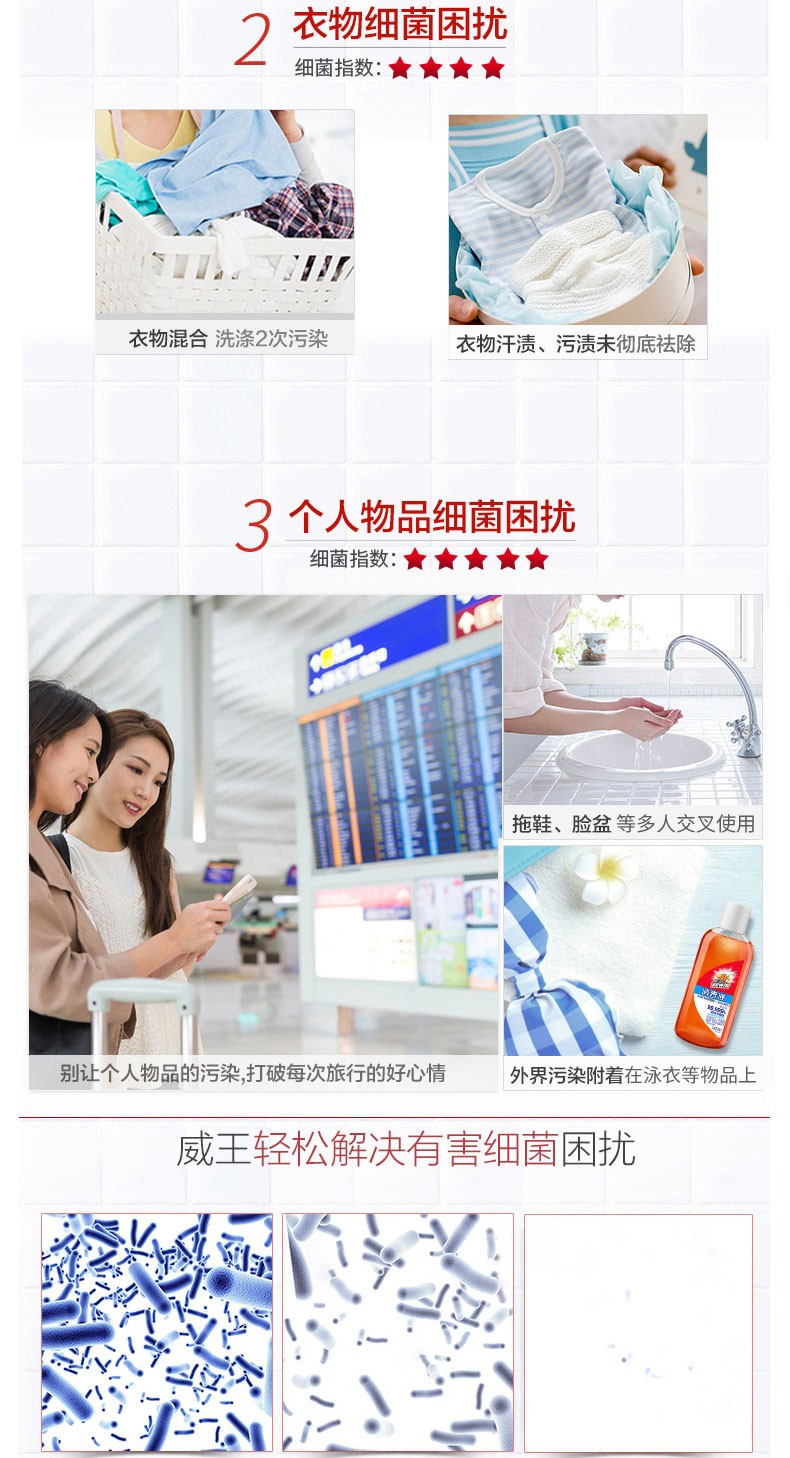 2 衣物细菌困扰
细菌指数：
衣物混合 洗涤2次污染
衣物汗渍、污渍未彻底祛除
3 个人物品细菌困扰
细菌指数：
拖鞋、脸盆 等多人交叉使用
消毒液
99.999%
别让个人物品的污染,打破每次旅行的好心情
外界污染附着在泳衣等物品上
威王轻松解决有害细菌困扰